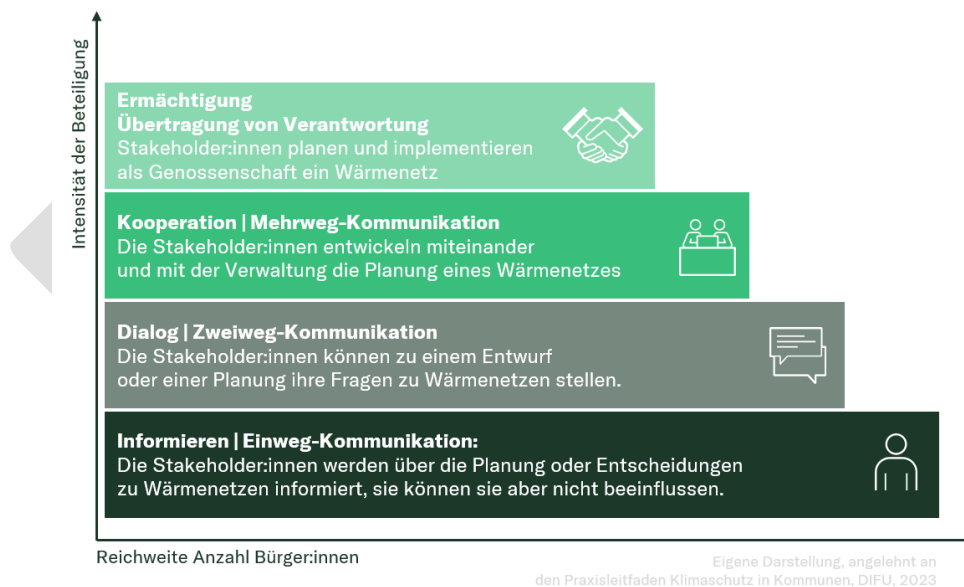 Intensität der Beteiligung
Ermächtigung
Übertragung von Verantwortung
Stakeholder:innen planen und implementieren
als Genossenschaft ein Wärmenetz
Kooperation | Mehrweg-Kommunikation
Die Stakeholder:innen entwickeln miteinander
und mit der Verwaltung die Planung eines Wärmenetzes
Dialog | Zweiweg-Kommunikation
Die Stakeholder:innen können zu einem Entwurf
oder einer Planung ihre Fragen zu Wärmenetzen stellen.
Informieren | Einweg-Kommunikation:
Die Stakeholder:innen werden über die Planung oder Entscheidungen
zu Wärmenetzen informiert, sie können sie aber nicht beeinflussen.
Reichweite Anzahl Bürger:innen
Eigene Darstellung, angelehnt an
den Praxisleitfaden Klimaschutz in Kommunen, DIFU, 2023